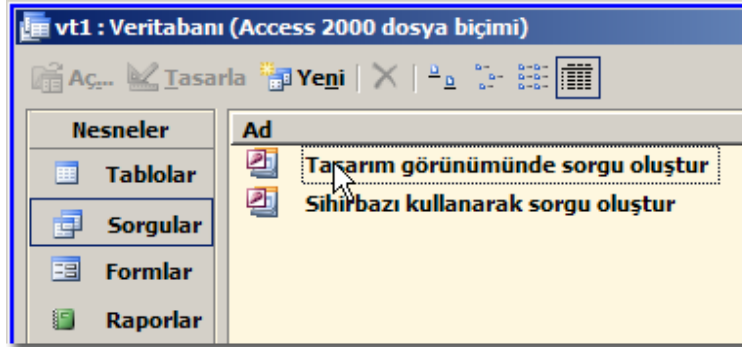 vt1 : Veritabanı (Access 2000 dosya biçimi)
Aç... Tasarla Yeni
Nesneler
Ad
Tablolar
Tasarım görünümünde sorgu oluştur
Sorgular
Sihirbazı kullanarak sorgu oluştur
Formlar
Raporlar